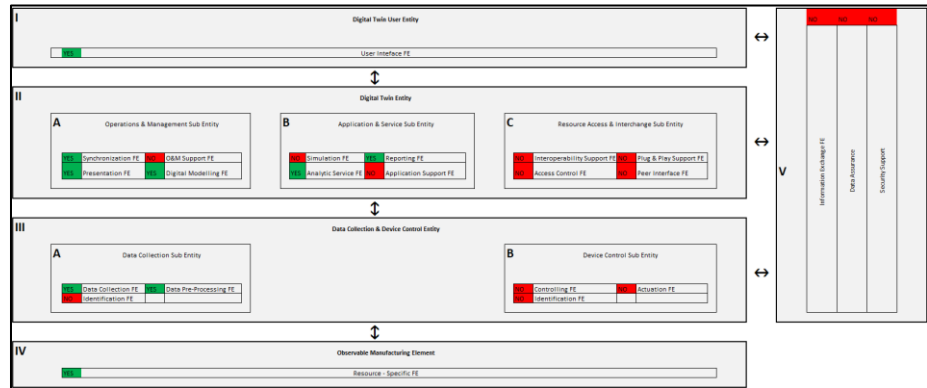 I
Digital Twin User Entity
YES User Inteface FE
II
Digital Twin Entity
A
Operations & Management Sub Entity
YES Synchronization FE NO O&M Support FE
YES Presentation FE YES Digital Modelling FE
B
Application & Service Sub Entity
NO Simulation FE YES Reporting FE
YES Analytic Service FE NO Application Support FE
C
Resource Access & Interchange Sub Entity
NO Interoperability Support FE NO Plug & Play Support FE
NO Access Control FE NO Peer Interface FE
III
Data Collection & Device Control Entity
A
Data Collection Sub Entity
YES Data Collection FE YES Data Pre-Processing FE
NO Identification FE
B
Device Control Sub Entity
NO Controlling FE NO Actuation FE
NO Identification FE
IV
Observable Manufacturing Element
YES Resource - Specific FE
V
NO NO NO
Information Exchange FE
Data Assurance
Security Support